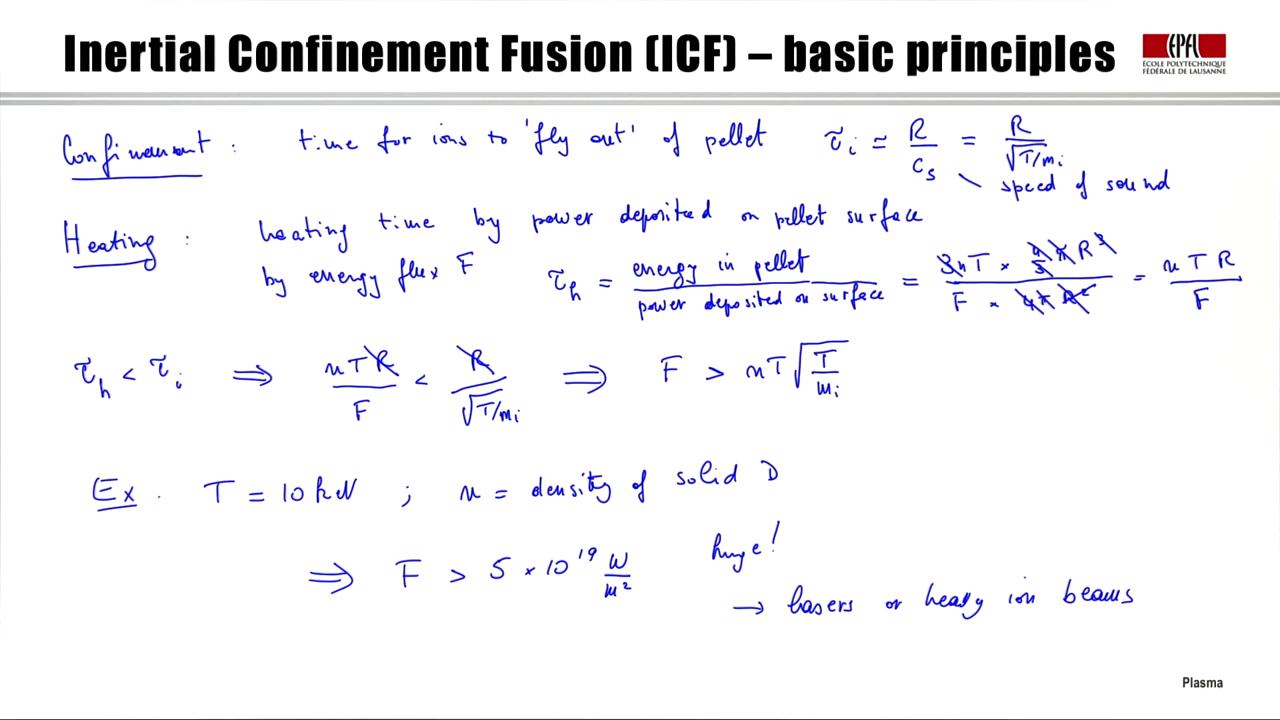 Inertial Confinement Fusion (ICF) – basic principles
EPFL
ÉCOLE POLYTECHNIQUE
FÉDÉRALE DE LAUSANNE
Confinement : time for ions to 'fly out' of pellet τi = R/cs = R/√(T/mi)
speed of sound
Heating : heating time by power deposited on pellet surface
by energy flux F τh = energy in pellet / power deposited on surface = 3nT × 4/3 π R³ / F × 4π R² = n T R / F
τh < τi ⟹ nTR/F < R/√(T/mi) ⟹ F > nT√(T/mi)
Ex. T = 10 keV ; n = density of solid D
⟹ F > 5 × 10¹⁹ W/m² huge!
→ lasers or heavy ion beams
Plasma